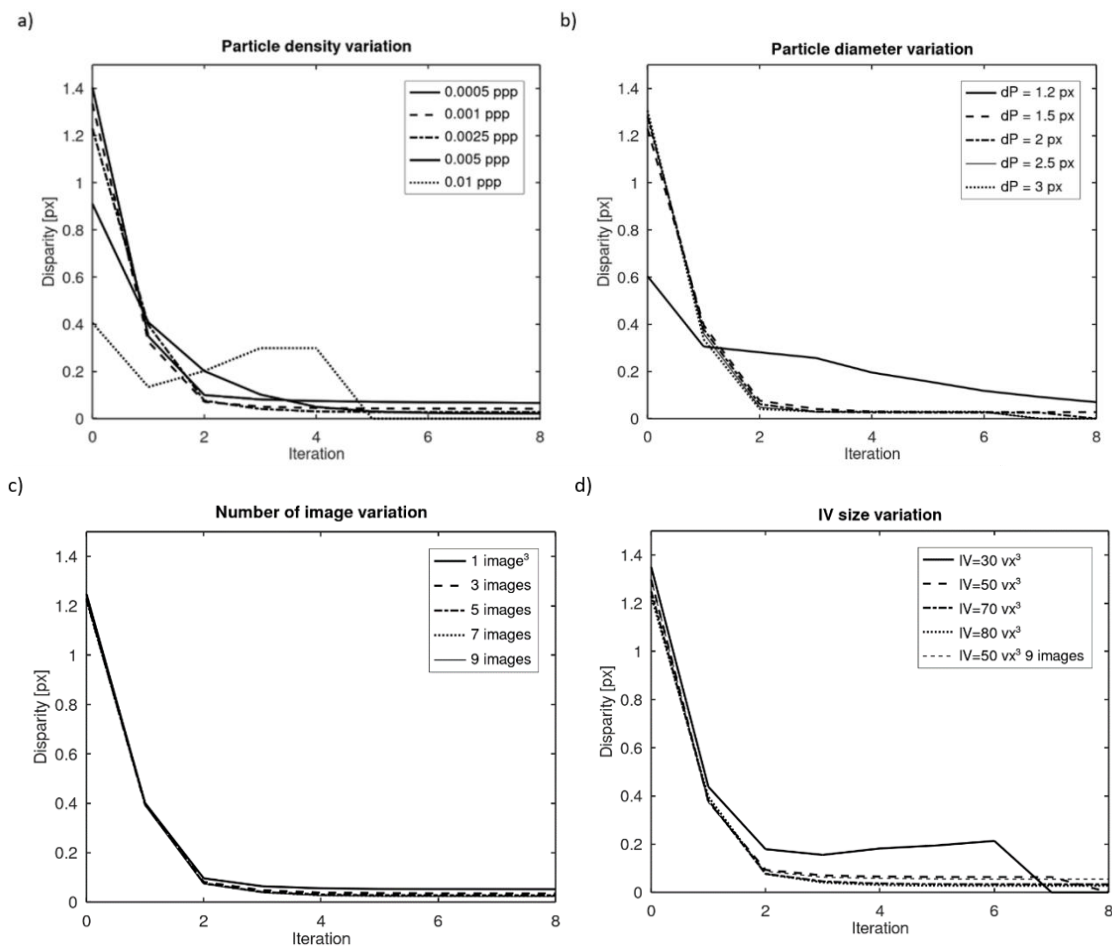 a)
Particle density variation
1.4
1.2
1
0.8
0.6
0.4
0.2
0
Disparity [px]
0 2 4 6 8
Iteration
0.0005 ppp
0.001 ppp
0.0025 ppp
0.005 ppp
0.01 ppp
b)
Particle diameter variation
1.4
1.2
1
0.8
0.6
0.4
0.2
0
Disparity [px]
0 2 4 6 8
Iteration
dP = 1.2 px
dP = 1.5 px
dP = 2 px
dP = 2.5 px
dP = 3 px
c)
Number of image variation
1.4
1.2
1
0.8
0.6
0.4
0.2
0
Disparity [px]
0 2 4 6 8
Iteration
1 image³
3 images
5 images
7 images
9 images
d)
IV size variation
1.4
1.2
1
0.8
0.6
0.4
0.2
0
Disparity [px]
0 2 4 6 8
Iteration
IV=30 vx³
IV=50 vx³
IV=70 vx³
IV=80 vx³
IV=50 vx³ 9 images